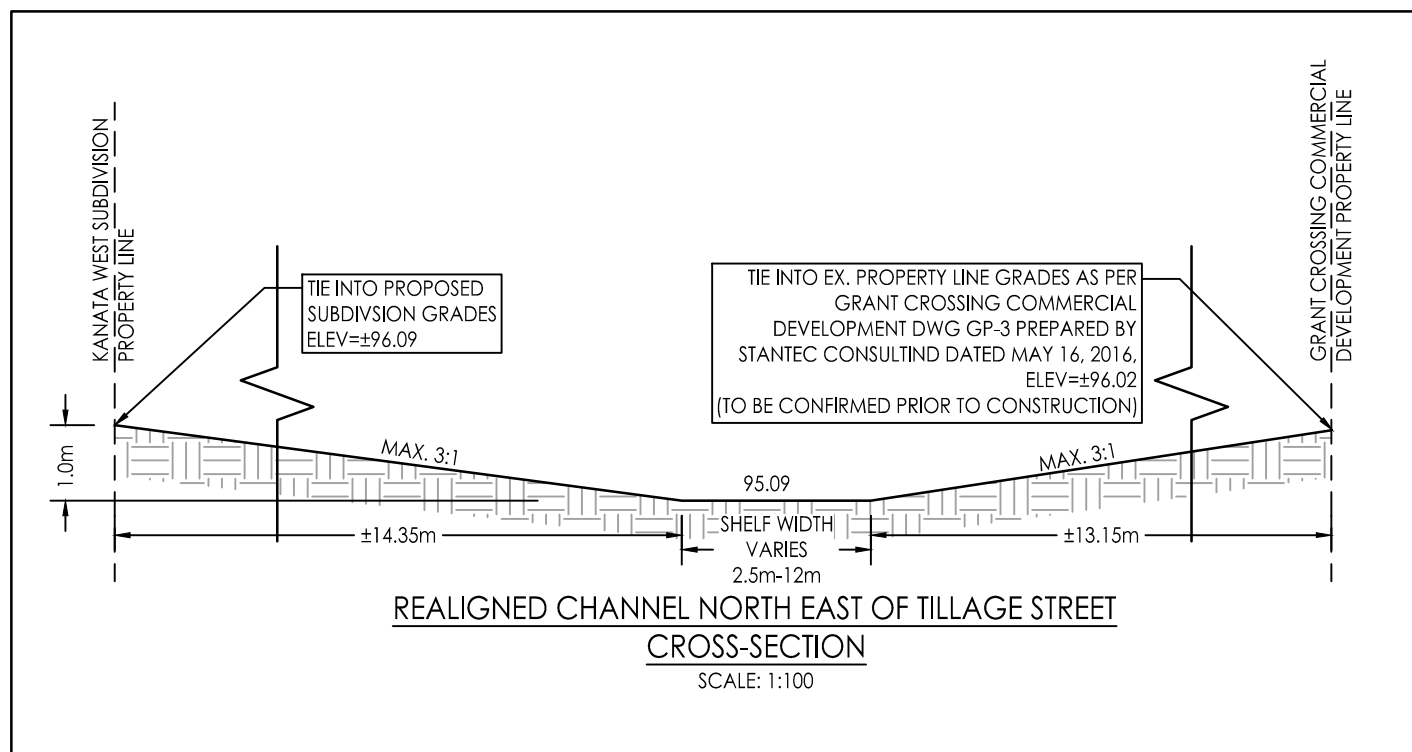 KANATA WEST SUBDIVISION
PROPERTY LINE
TIE INTO PROPOSED
SUBDIVSION GRADES
ELEV=±96.09
TIE INTO EX. PROPERTY LINE GRADES AS PER
GRANT CROSSING COMMERCIAL
DEVELOPMENT DWG GP-3 PREPARED BY
STANTEC CONSULTIND DATED MAY 16, 2016,
ELEV=±96.02
(TO BE CONFIRMED PRIOR TO CONSTRUCTION)
GRANT CROSSING COMMERCIAL
DEVELOPMENT PROPERTY LINE
1.0m
MAX. 3:1
95.09
MAX. 3:1
±14.35m
SHELF WIDTH
VARIES
2.5m-12m
±13.15m
REALIGNED CHANNEL NORTH EAST OF TILLAGE STREET
CROSS-SECTION
SCALE: 1:100